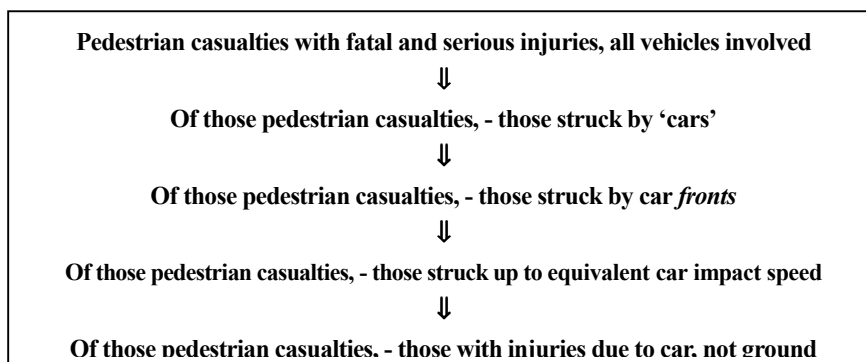 Pedestrian casualties with fatal and serious injuries, all vehicles involved
⇓
Of those pedestrian casualties, - those struck by ‘cars’
⇓
Of those pedestrian casualties, - those struck by car fronts
⇓
Of those pedestrian casualties, - those struck up to equivalent car impact speed
⇓
Of those pedestrian casualties, - those with injuries due to car, not ground